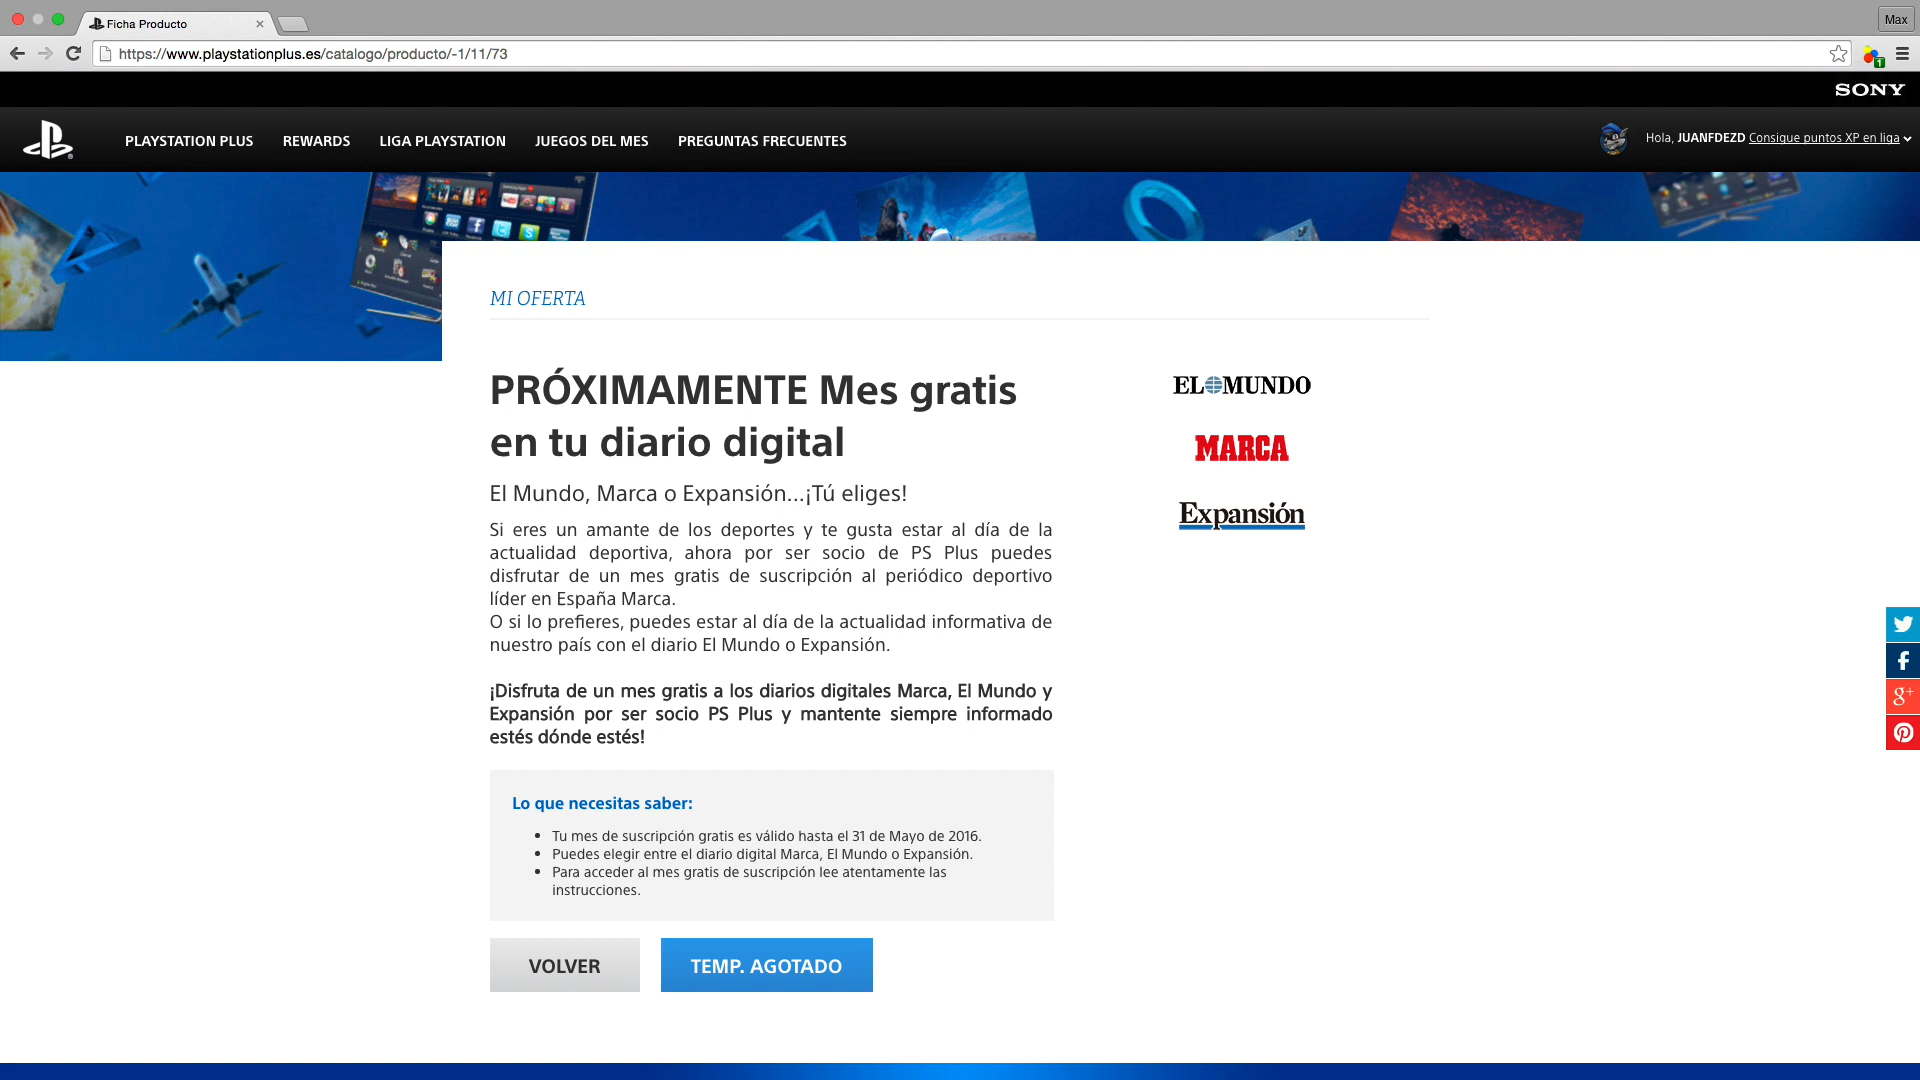 Ficha Producto
Max
https://www.playstationplus.es/catalogo/producto/-1/11/73
1
SONY
PLAYSTATION PLUS REWARDS LIGA PLAYSTATION JUEGOS DEL MES PREGUNTAS FRECUENTES
Hola, JUANFDEZD Consigue puntos XP en liga
MI OFERTA
PRÓXIMAMENTE Mes gratis
en tu diario digital
EL MUNDO
MARCA
Expansión
El Mundo, Marca o Expansión...¡Tú eliges!
Si eres un amante de los deportes y te gusta estar al día de la
actualidad deportiva, ahora por ser socio de PS Plus puedes
disfrutar de un mes gratis de suscripción al periódico deportivo
líder en España Marca.
O si lo prefieres, puedes estar al día de la actualidad informativa de
nuestro país con el diario El Mundo o Expansión.
¡Disfruta de un mes gratis a los diarios digitales Marca, El Mundo y
Expansión por ser socio PS Plus y mantente siempre informado
estés dónde estés!
Lo que necesitas saber:
Tu mes de suscripción gratis es válido hasta el 31 de Mayo de 2016.
Puedes elegir entre el diario digital Marca, El Mundo o Expansión.
Para acceder al mes gratis de suscripción lee atentamente las
instrucciones.
VOLVER
TEMP. AGOTADO